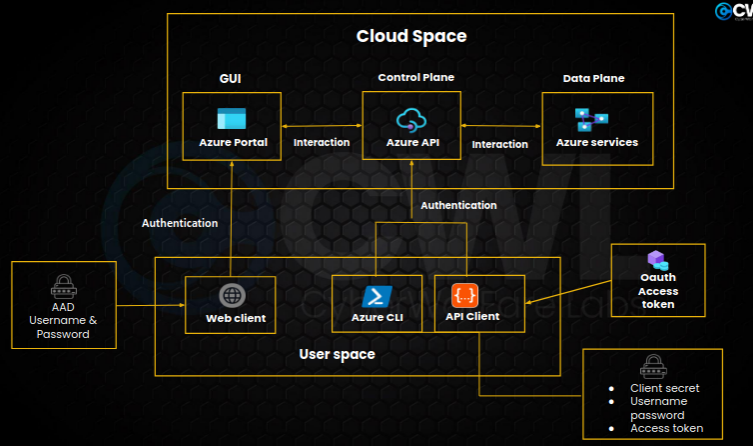 CW
Cloud Space
GUI
Control Plane
Data Plane
Azure Portal
Interaction
Azure API
Interaction
Azure services
Authentication
Authentication
CWL
AAD
Username &
Password
Web client
Azure CLI
API Client
Oauth
Access
token
User space
Client secret
Username
password
Access token